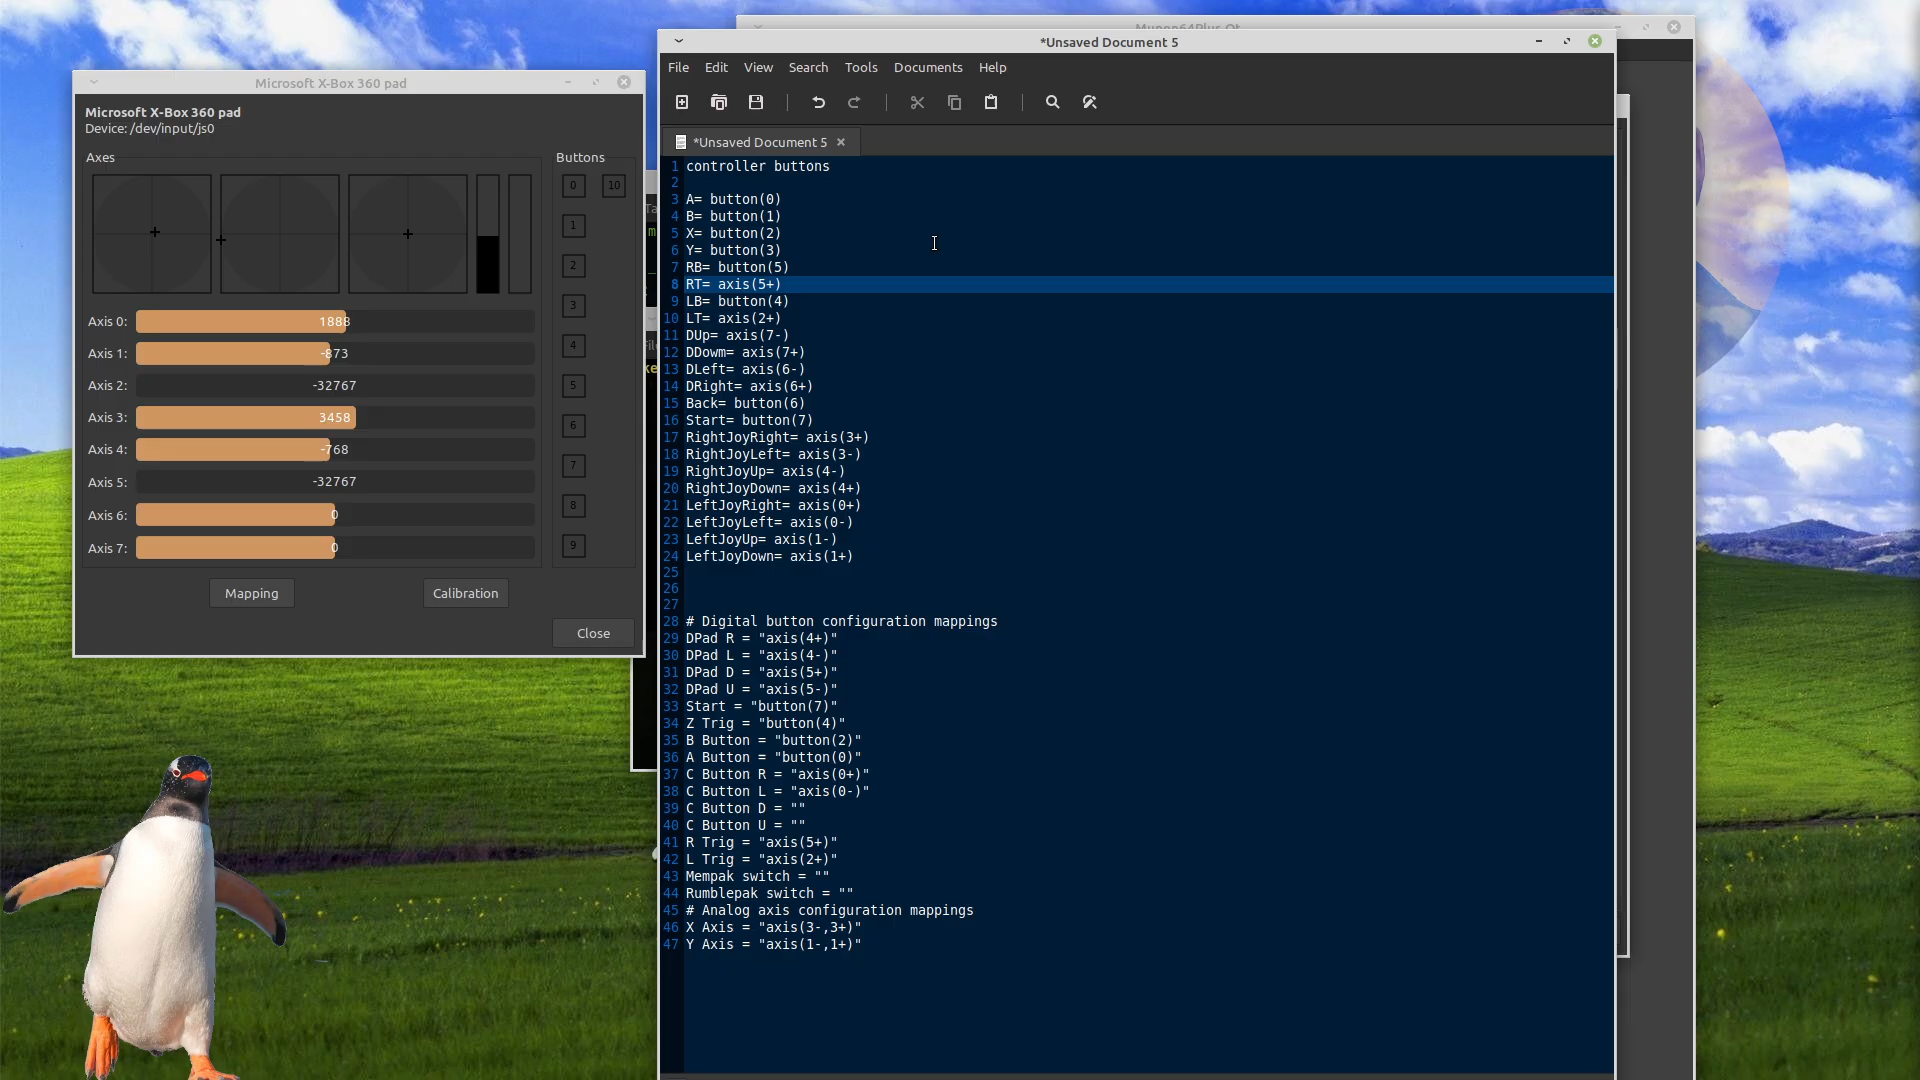 Mupen64Plus Qt
*Unsaved Document 5
File Edit View Search Tools Documents Help
*Unsaved Document 5
1 controller buttons
2
3 A= button(0)
4 B= button(1)
5 X= button(2)
6 Y= button(3)
7 RB= button(5)
8 RT= axis(5+)
9 LB= button(4)
10 LT= axis(2+)
11 DUp= axis(7-)
12 DDowm= axis(7+)
13 DLeft= axis(6-)
14 DRight= axis(6+)
15 Back= button(6)
16 Start= button(7)
17 RightJoyRight= axis(3+)
18 RightJoyLeft= axis(3-)
19 RightJoyUp= axis(4-)
20 RightJoyDown= axis(4+)
21 LeftJoyRight= axis(0+)
22 LeftJoyLeft= axis(0-)
23 LeftJoyUp= axis(1-)
24 LeftJoyDown= axis(1+)
25
26
27
28 # Digital button configuration mappings
29 DPad R = "axis(4+)"
30 DPad L = "axis(4-)"
31 DPad D = "axis(5+)"
32 DPad U = "axis(5-)"
33 Start = "button(7)"
34 Z Trig = "button(4)"
35 B Button = "button(2)"
36 A Button = "button(0)"
37 C Button R = "axis(0+)"
38 C Button L = "axis(0-)"
39 C Button D = ""
40 C Button U = ""
41 R Trig = "axis(5+)"
42 L Trig = "axis(2+)"
43 Mempak switch = ""
44 Rumblepak switch = ""
45 # Analog axis configuration mappings
46 X Axis = "axis(3-,3+)"
47 Y Axis = "axis(1-,1+)"
Microsoft X-Box 360 pad
Microsoft X-Box 360 pad
Device: /dev/input/js0
Axes
Buttons
0 10
1
2
3
4
5
6
7
8
9
Axis 0: 1888
Axis 1: -873
Axis 2: -32767
Axis 3: 3458
Axis 4: -768
Axis 5: -32767
Axis 6: 0
Axis 7: 0
Mapping Calibration
Close